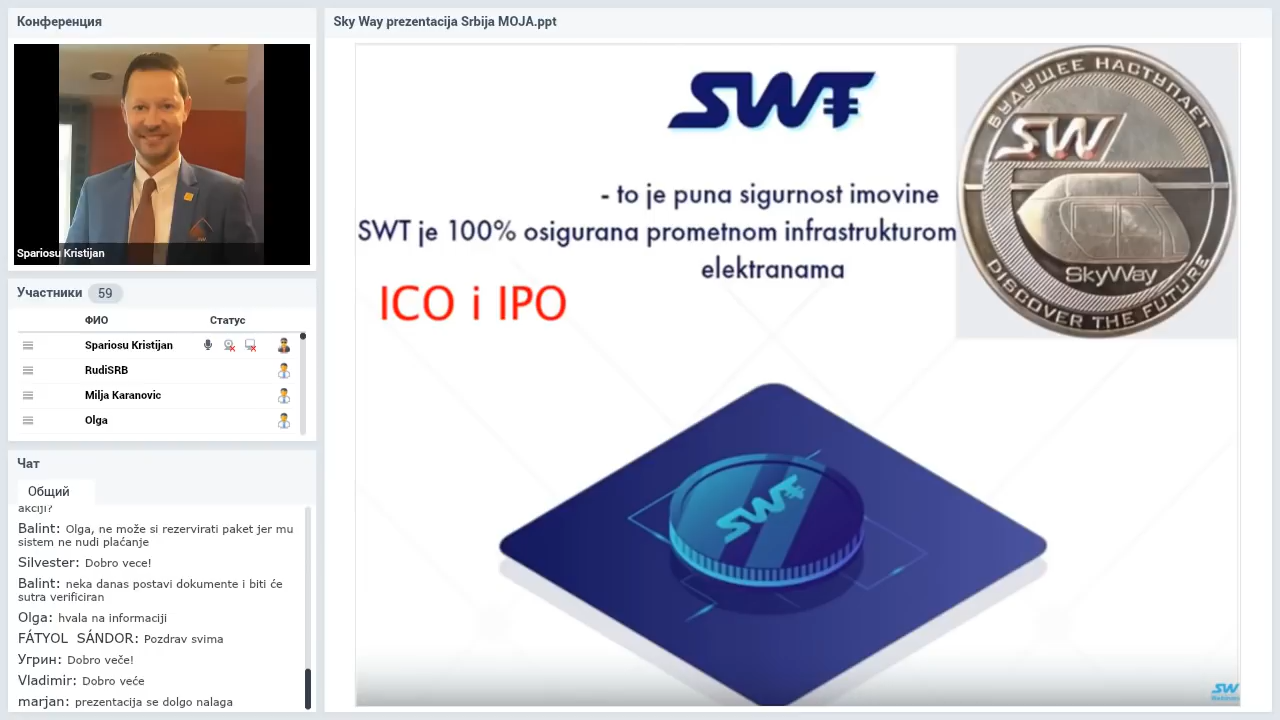 Конференция
Spariosu Kristijan
Участники 59
ФИО Статус
Spariosu Kristijan
RudiSRB
Milja Karanovic
Olga
Чат
Общий
akciji?
Balint: Olga, ne može si rezervirati paket jer mu
sistem ne nudi plaćanje
Silvester: Dobro vece!
Balint: neka danas postavi dokumente i biti će
sutra verificiran
Olga: hvala na informaciji
FÁTYOL SÁNDOR: Pozdrav svima
Угрин: Dobro veče!
Vladimir: Dobro veće
marjan: prezentacija se dolgo nalaga
Sky Way prezentacija Srbija MOJA.ppt
SWT
- to je puna sigurnost imovine
SWT je 100% osigurana prometnom infrastrukturom
elektranama
ICO i IPO
БУДУЩЕЕ НАСТУПАЕТ
SW
SkyWay
DISCOVER THE FUTURE
SWT
SW